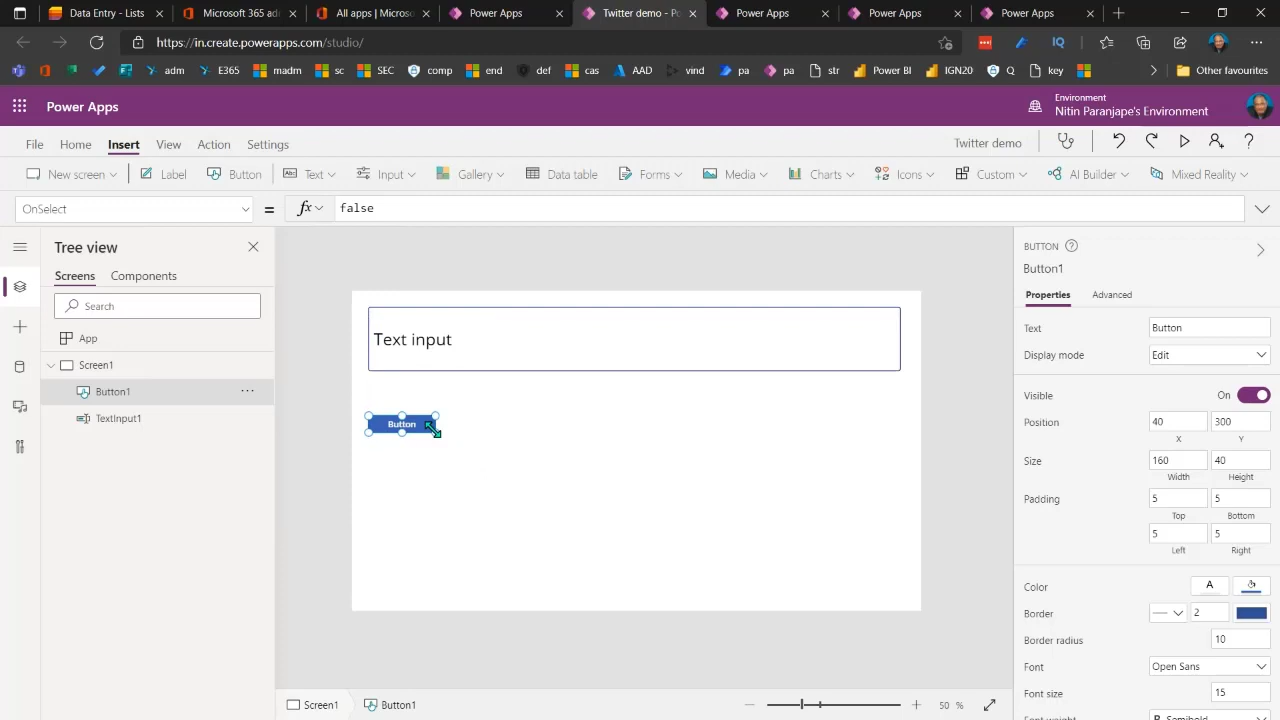 Data Entry - Lists
Microsoft 365 adm
All apps | Microso
Power Apps
Twitter demo - Po
Power Apps
Power Apps
Power Apps
https://in.create.powerapps.com/studio/
adm
E365
madm
sc
SEC
comp
end
def
cas
AAD
vind
pa
pa
str
Power BI
IGN20
Q
key
Other favourites
Power Apps
Environment
Nitin Paranjape's Environment
File
Home
Insert
View
Action
Settings
Twitter demo
New screen
Label
Button
Text
Input
Gallery
Data table
Forms
Media
Charts
Icons
Custom
AI Builder
Mixed Reality
OnSelect
=
fx
false
Tree view
Screens
Components
Search
App
Screen1
Button1
TextInput1
Text input
Button
BUTTON
Button1
Properties
Advanced
Text
Button
Display mode
Edit
Visible
On
Position
40
300
X
Y
Size
160
40
Width
Height
Padding
5
5
Top
Bottom
5
5
Left
Right
Color
A
Border
2
Border radius
10
Font
Open Sans
Font size
15
Screen1
Button1
50 %